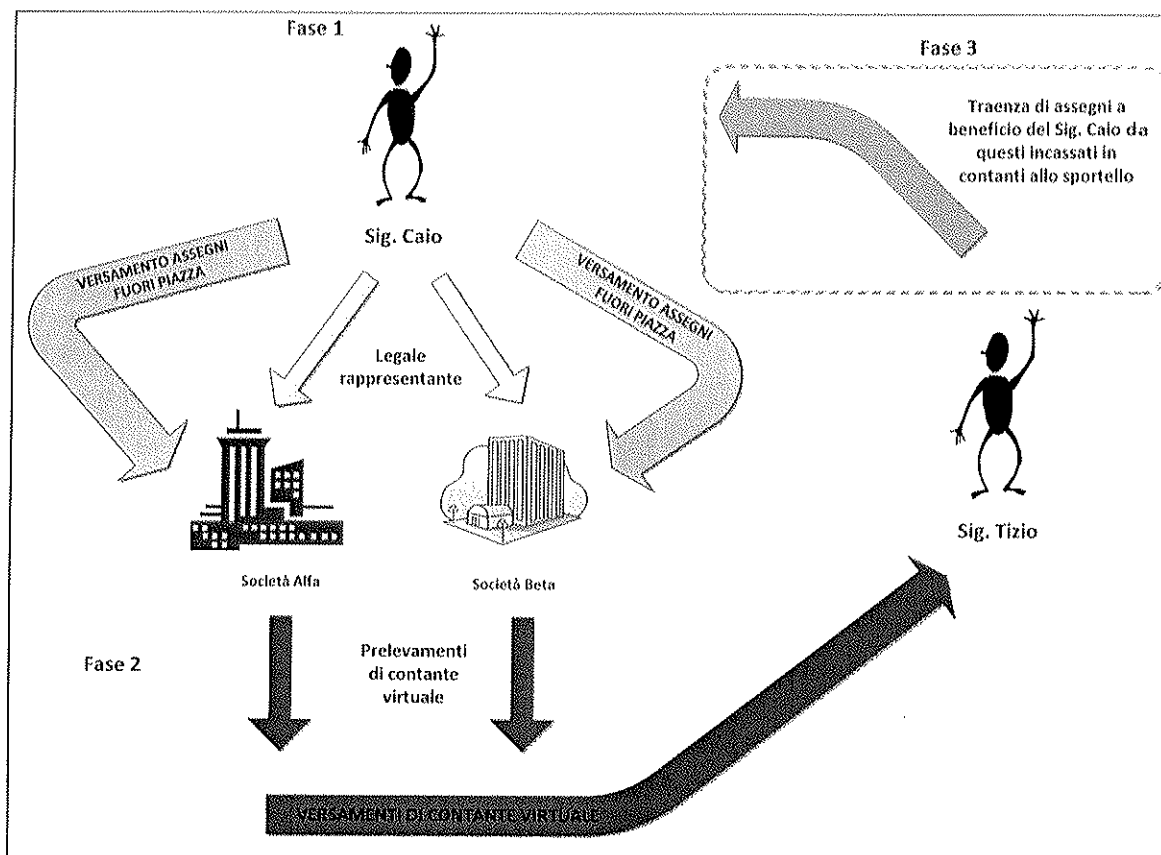 Fase 1
Sig. Caio
VERSAMENTO ASSEGNI
FUORI PIAZZA
VERSAMENTO ASSEGNI
FUORI PIAZZA
Legale
rappresentante
Società Alfa
Società Beta
Fase 2
Prelevamenti
di contante
virtuale
VERSAMENTI DI CONTANTE VIRTUALE
Fase 3
Traenza di assegni a
beneficio del Sig. Caio da
questi incassati in
contanti allo sportello
Sig. Tizio